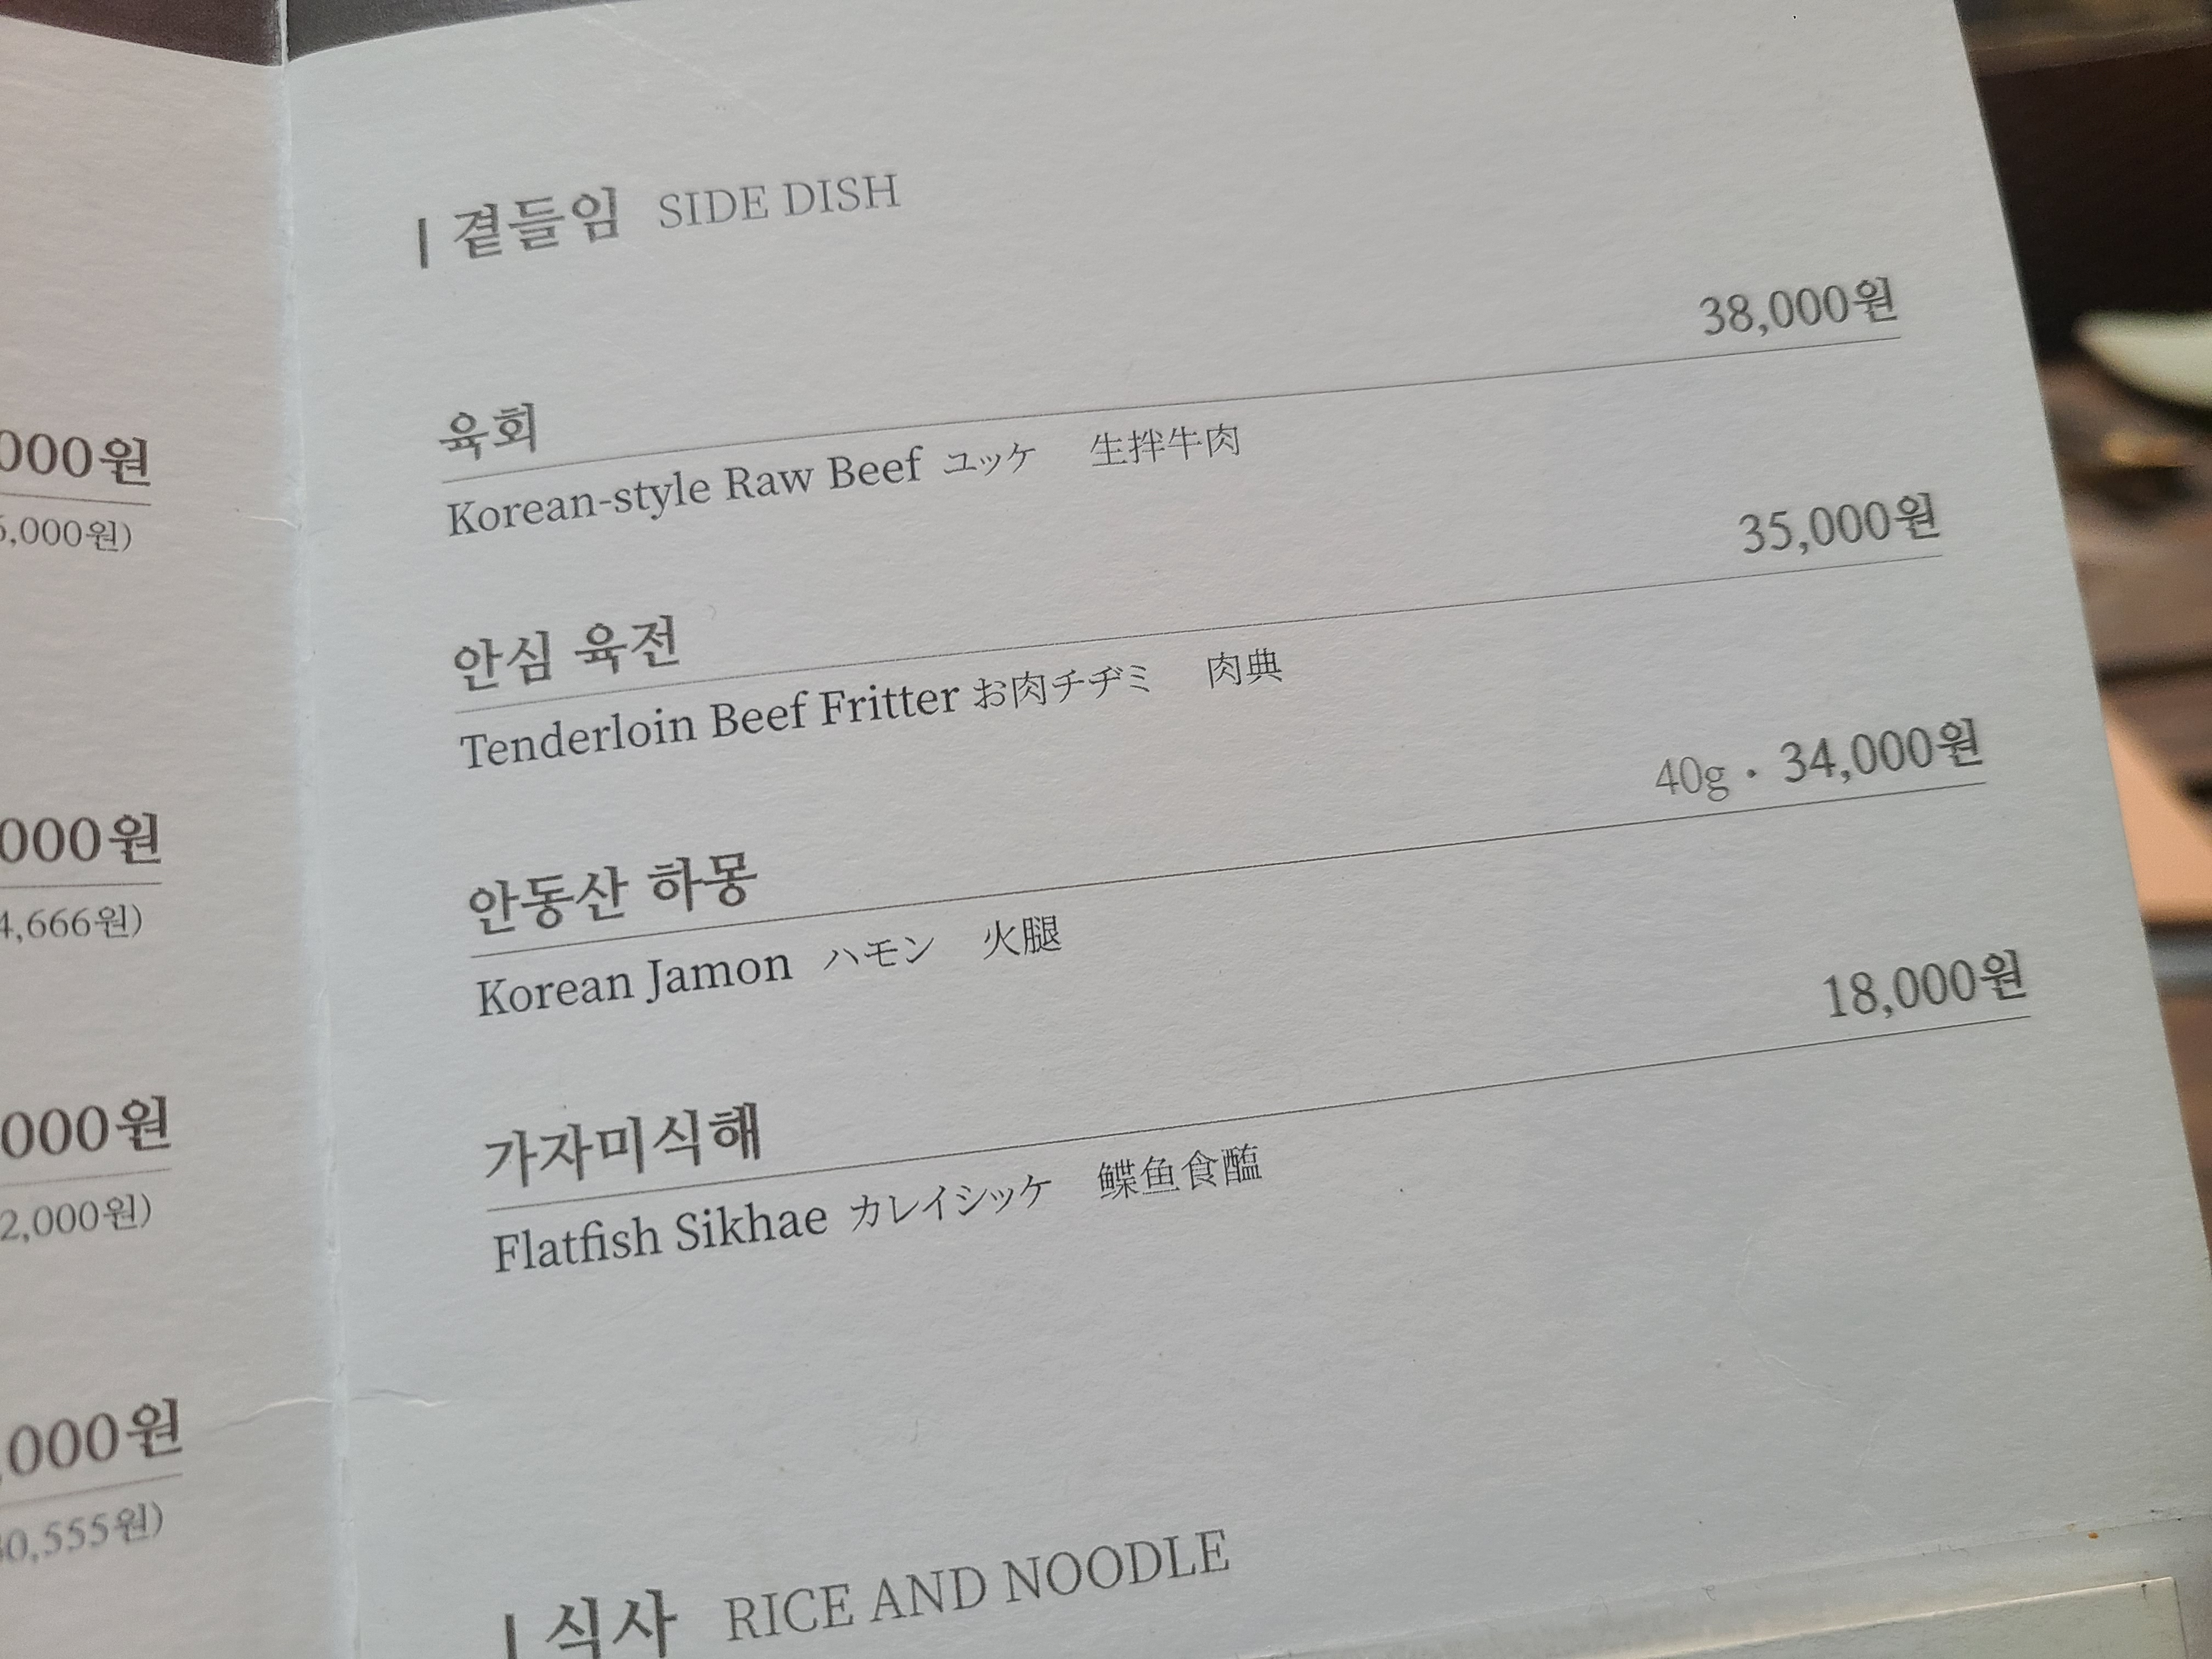 000원
5,000원)
000원
4,666원)
000원
2,000원)
,000원
30,555원)
| 곁들임 SIDE DISH
육회 38,000원
Korean-style Raw Beef ユッケ 生拌牛肉
안심 육전 35,000원
Tenderloin Beef Fritter お肉チヂミ 肉典
안동산 하몽 40g · 34,000원
Korean Jamon ハモン 火腿
가자미식해 18,000원
Flatfish Sikhae カレイシッケ 鲽鱼食醢
| 식사 RICE AND NOODLE